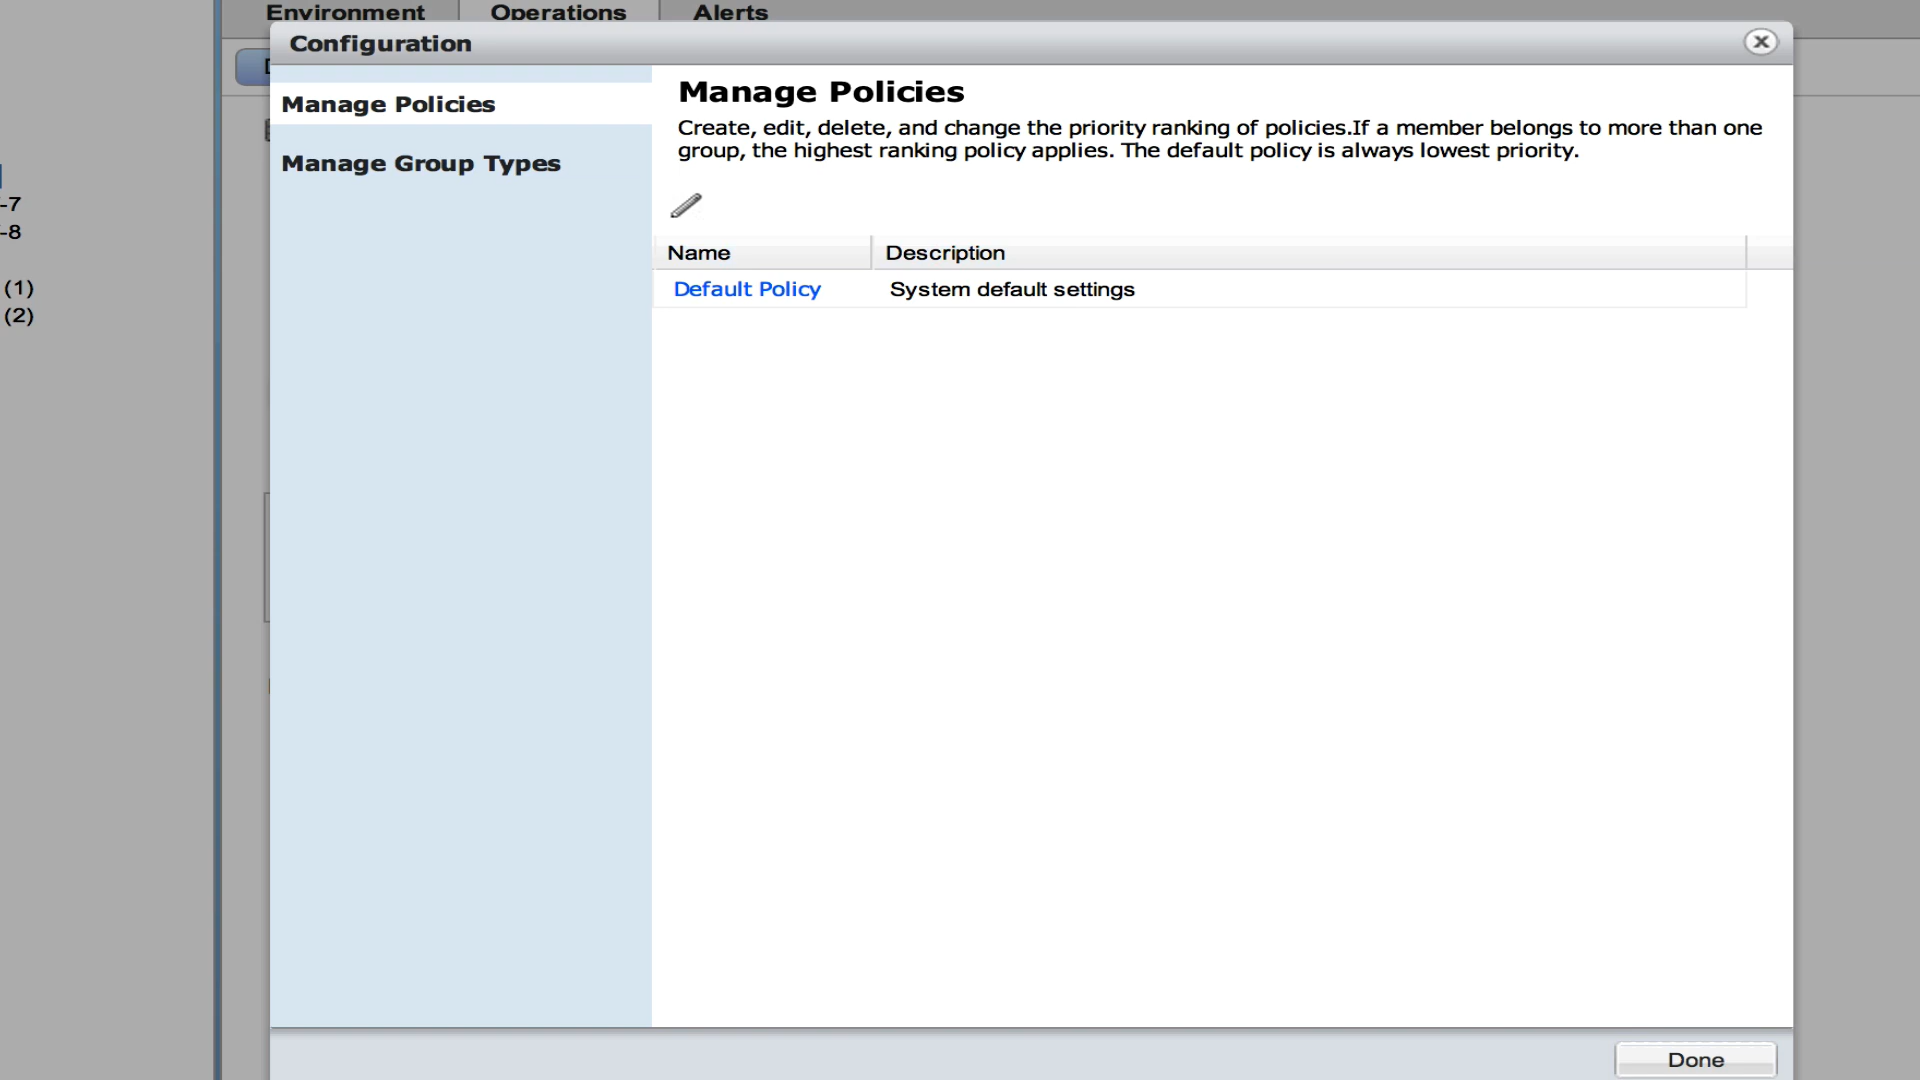 Environment
Operations
Alerts
Configuration
Manage Policies
Manage Group Types
Manage Policies
Create, edit, delete, and change the priority ranking of policies.If a member belongs to more than one
group, the highest ranking policy applies. The default policy is always lowest priority.
Name
Description
Default Policy
System default settings
-7
-8
(1)
(2)
Done